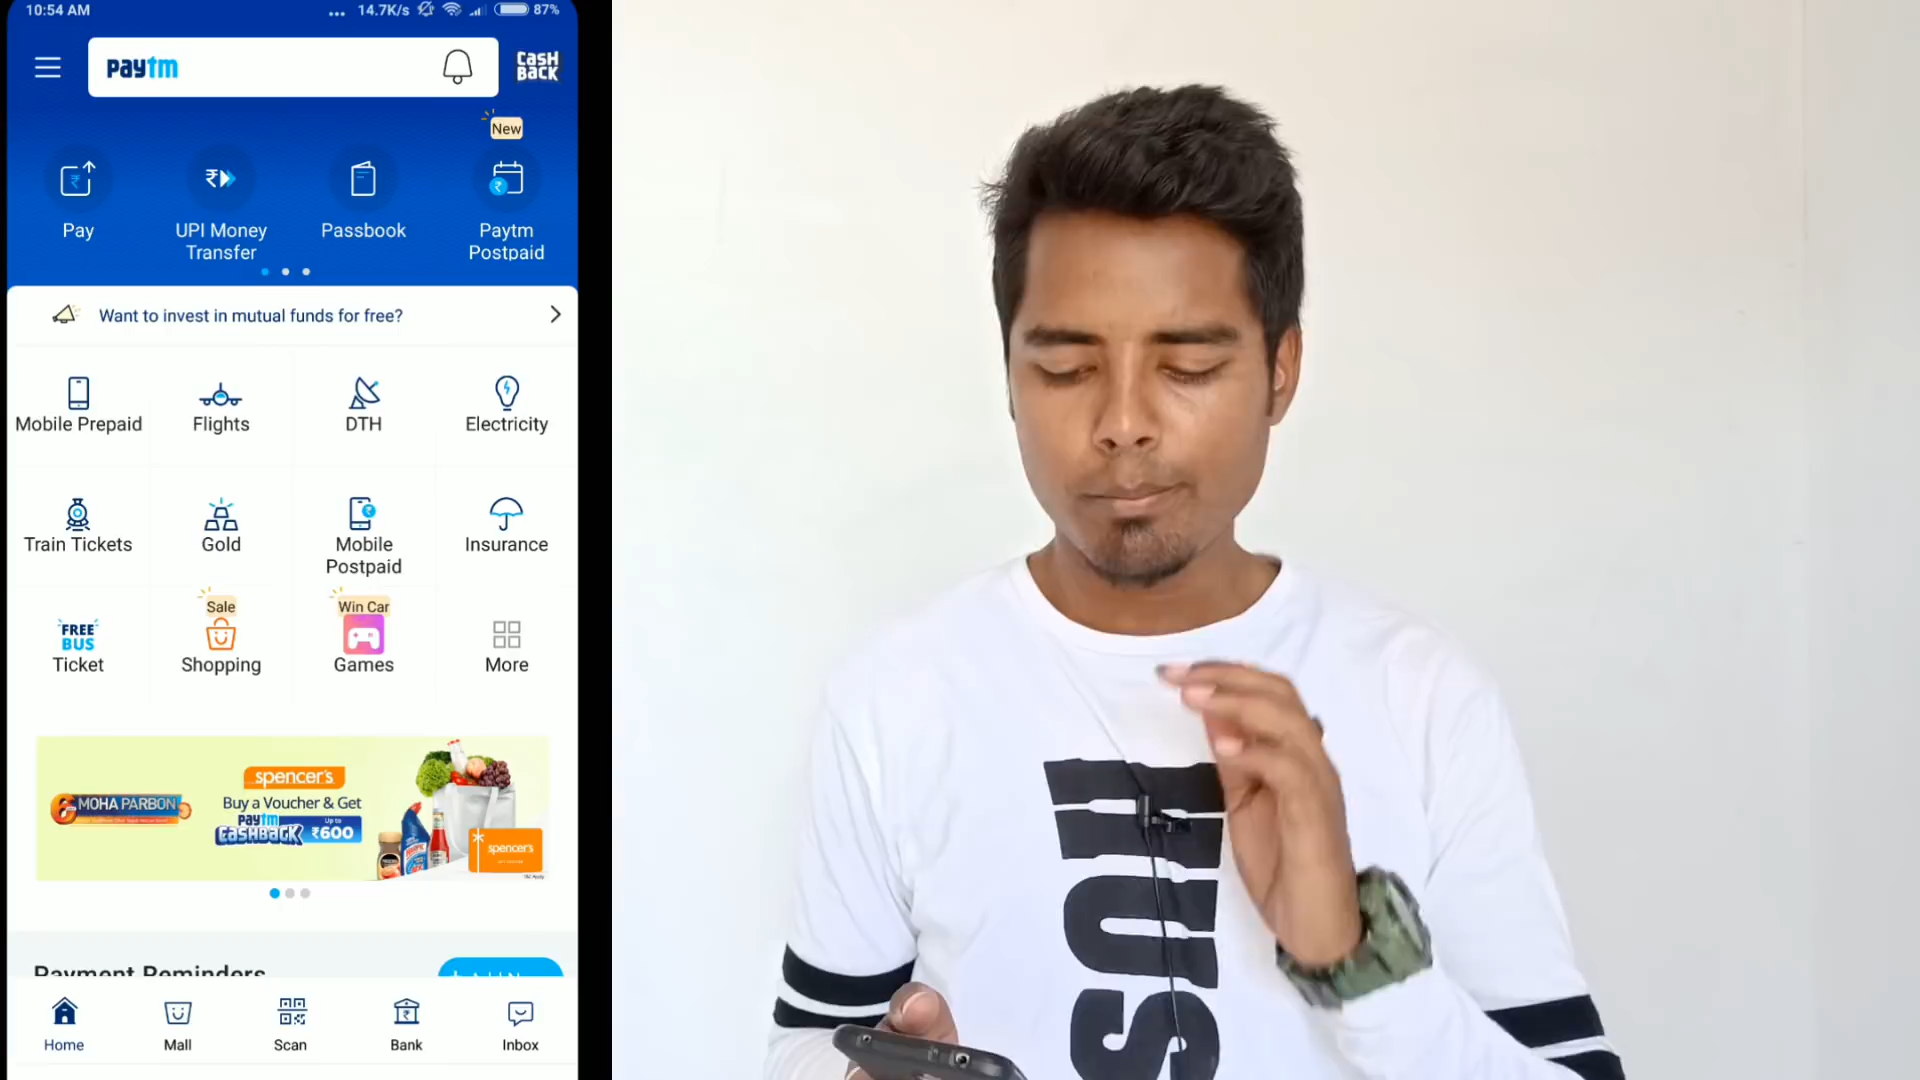 10:54 AM
... 14.7K/s
87%
paytm
CASH
BACK
New
Pay
UPI Money
Transfer
Passbook
Paytm
Postpaid
Want to invest in mutual funds for free?
Mobile Prepaid
Flights
DTH
Electricity
Train Tickets
Gold
Mobile
Postpaid
Insurance
FREE
BUS
Ticket
Sale
Shopping
Win Car
Games
More
MOHA PARBON
spencer's
Buy a Voucher & Get
paytm
CASHBACK
Up to
₹600
spencer's
Payment Reminders
Home
Mall
Scan
Bank
Inbox